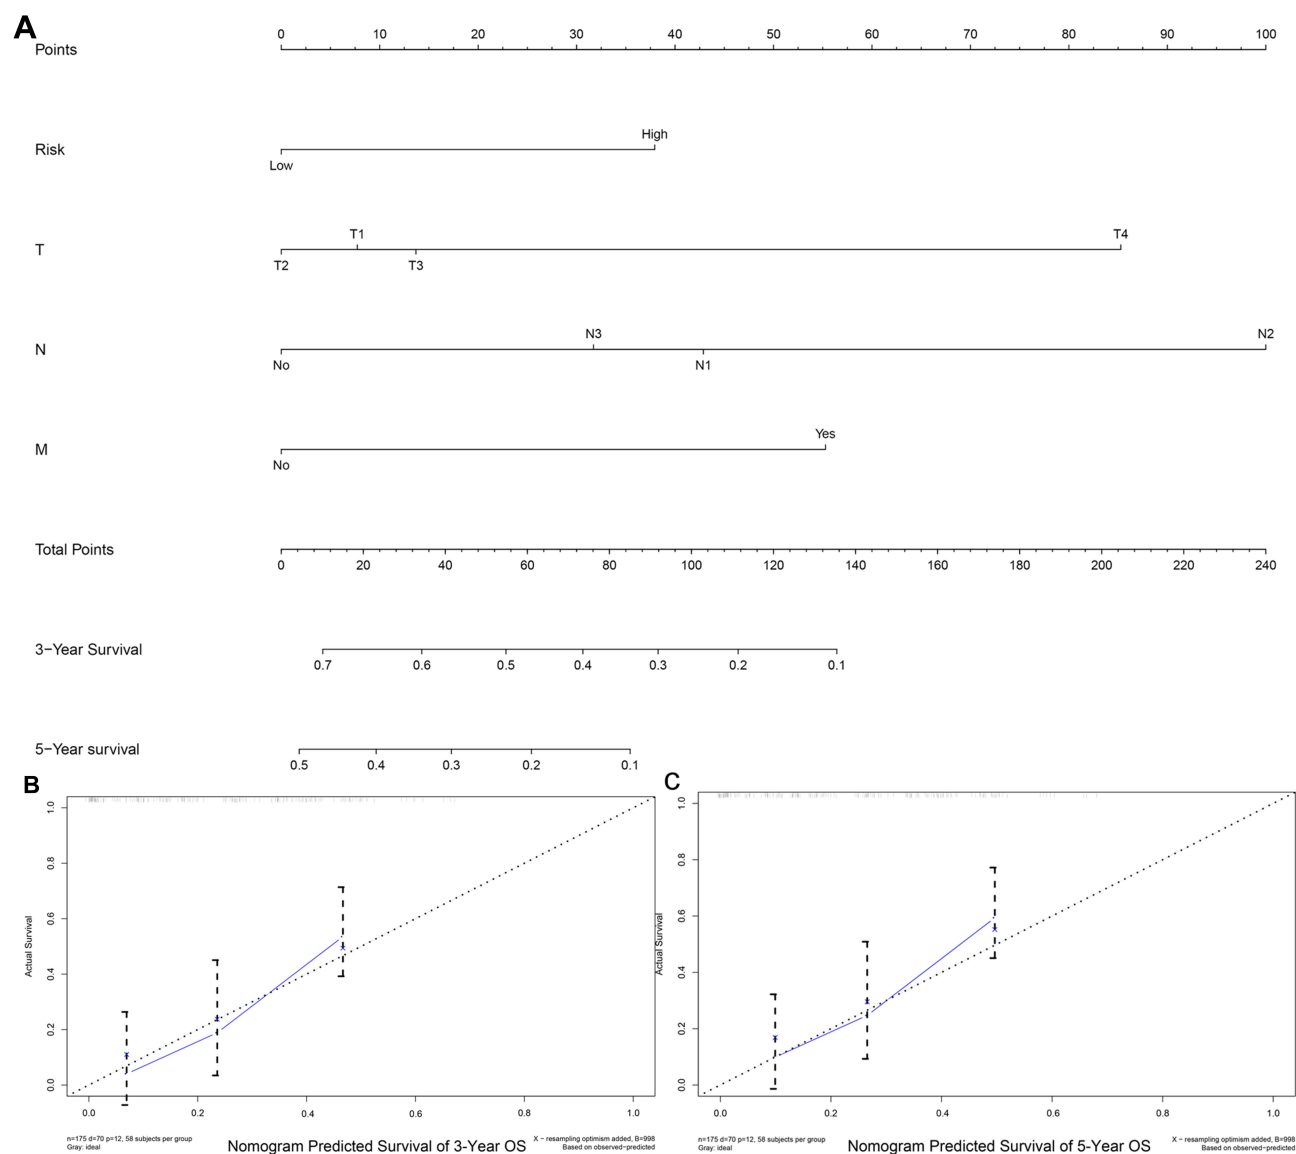 A
Points
0 10 20 30 40 50 60 70 80 90 100
Risk
High
Low
T
T1 T4
T2 T3
N
N3 N2
No N1
M
Yes
No
Total Points
0 20 40 60 80 100 120 140 160 180 200 220 240
3−Year Survival
0.7 0.6 0.5 0.4 0.3 0.2 0.1
5−Year survival
0.5 0.4 0.3 0.2 0.1
B
Actual Survival
1.0
0.8
0.6
0.4
0.2
0.0
0.0 0.2 0.4 0.6 0.8 1.0
n=175 d=70 p=12, 58 subjects per group
Gray: ideal
Nomogram Predicted Survival of 3-Year OS
X − resampling optimism added, B=998
Based on observed−predicted
C
Actual Survival
1.0
0.8
0.6
0.4
0.2
0.0
0.0 0.2 0.4 0.6 0.8 1.0
n=175 d=70 p=12, 58 subjects per group
Gray: ideal
Nomogram Predicted Survival of 5-Year OS
X − resampling optimism added, B=998
Based on observed−predicted